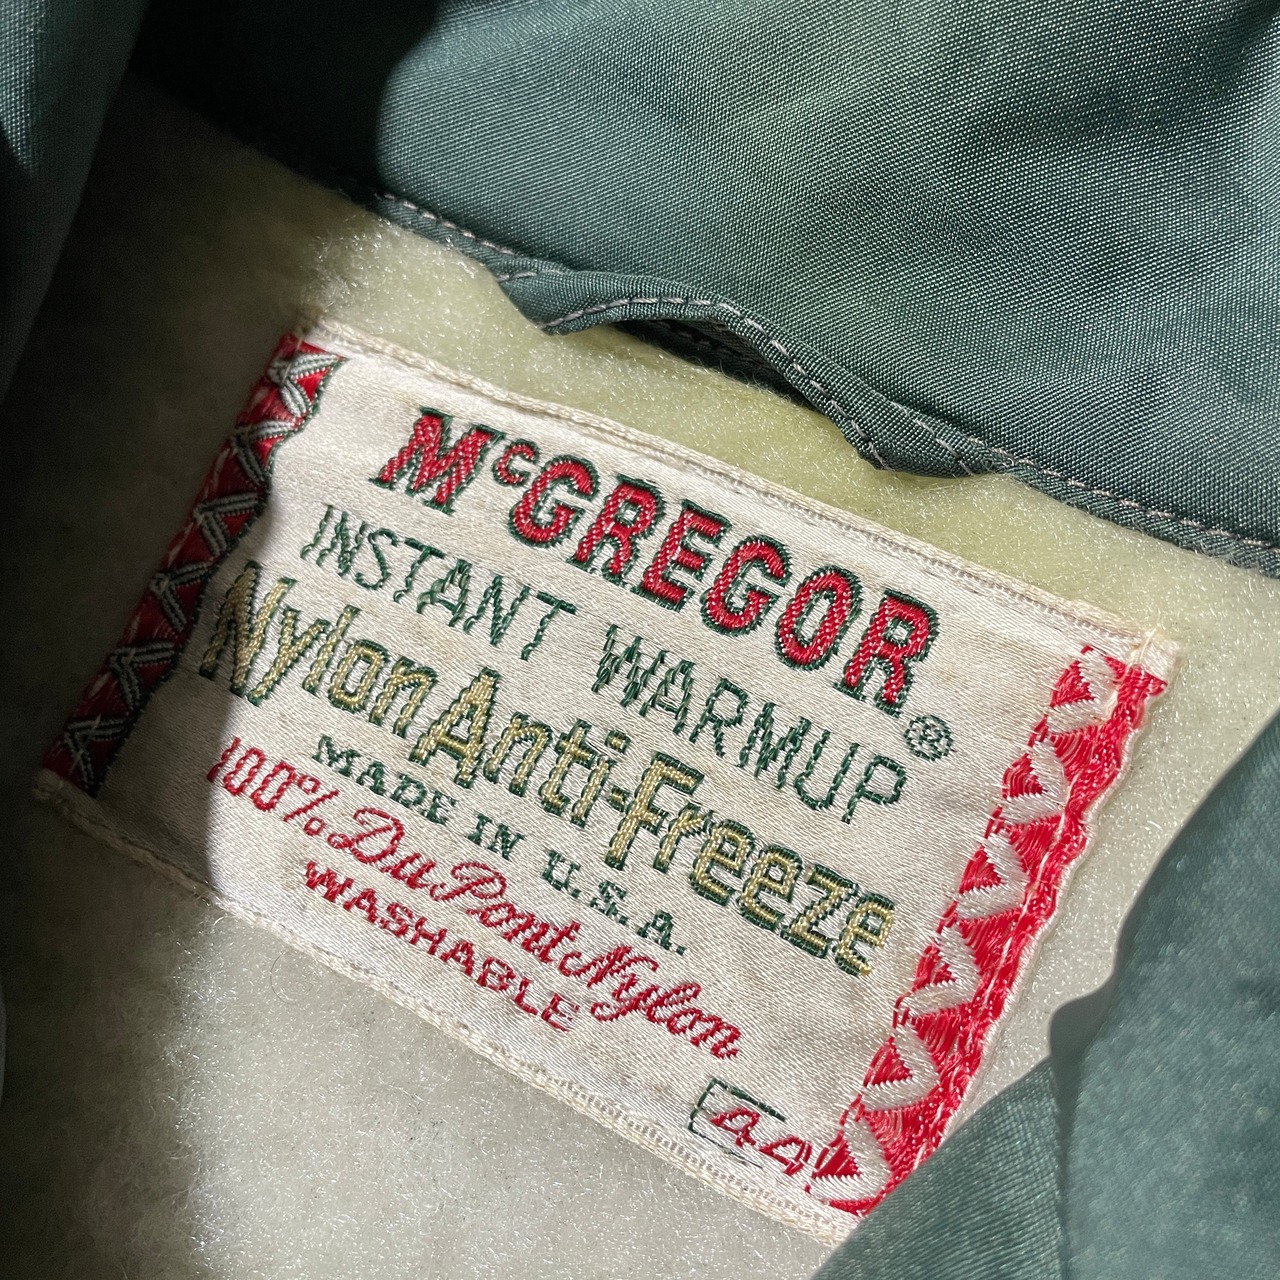 McGREGOR®
INSTANT WARMUP
Nylon Anti-Freeze
MADE IN U.S.A.
100% DuPont Nylon
WASHABLE
44